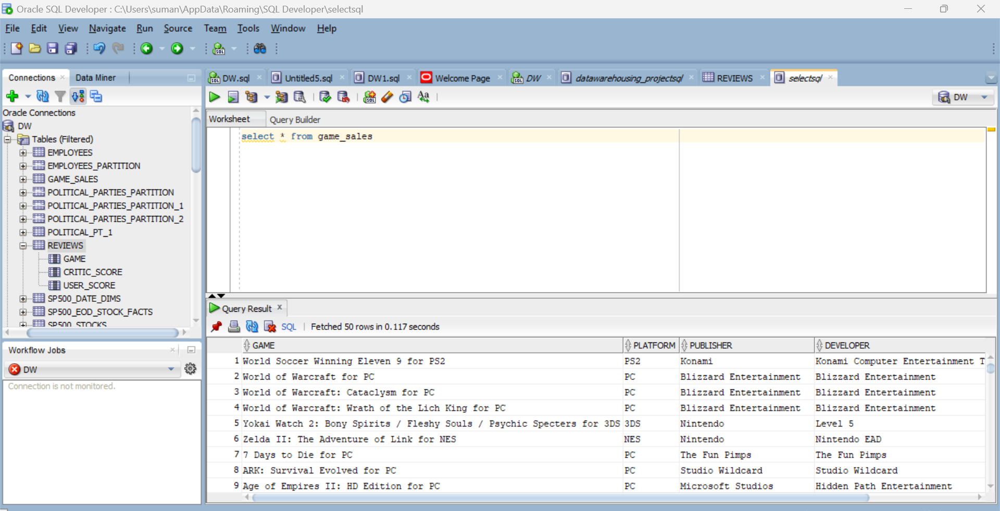 Oracle SQL Developer : C:\Users\suman\AppData\Roaming\SQL Developer\selectsql
File Edit View Navigate Run Source Team Tools Window Help
Connections Data Miner
DW.sql Untitled5.sql DW1.sql Welcome Page DW datawarehousing_projectsql REVIEWS selectsql
DW
Oracle Connections
DW
Tables (Filtered)
EMPLOYEES
EMPLOYEES_PARTITION
GAME_SALES
POLITICAL_PARTIES_PARTITION
POLITICAL_PARTIES_PARTITION_1
POLITICAL_PARTIES_PARTITION_2
POLITICAL_PT_1
REVIEWS
GAME
CRITIC_SCORE
USER_SCORE
SP500_DATE_DIMS
SP500_EOD_STOCK_FACTS
SP500_STOCKS
Workflow Jobs
DW
Connection is not monitored.
Worksheet Query Builder
select * from game_sales
Query Result
SQL Fetched 50 rows in 0.117 seconds
GAME PLATFORM PUBLISHER DEVELOPER
1 World Soccer Winning Eleven 9 for PS2 PS2 Konami Konami Computer Entertainment T
2 World of Warcraft for PC PC Blizzard Entertainment Blizzard Entertainment
3 World of Warcraft: Cataclysm for PC PC Blizzard Entertainment Blizzard Entertainment
4 World of Warcraft: Wrath of the Lich King for PC PC Blizzard Entertainment Blizzard Entertainment
5 Yokai Watch 2: Bony Spirits / Fleshy Souls / Psychic Specters for 3DS 3DS Nintendo Level 5
6 Zelda II: The Adventure of Link for NES NES Nintendo Nintendo EAD
7 7 Days to Die for PC PC The Fun Pimps The Fun Pimps
8 ARK: Survival Evolved for PC PC Studio Wildcard Studio Wildcard
9 Age of Empires II: HD Edition for PC PC Microsoft Studios Hidden Path Entertainment